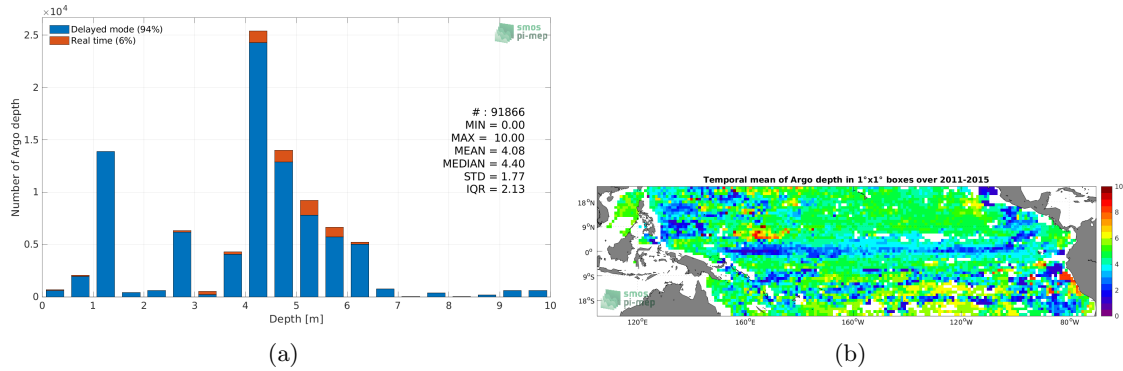 ×10⁴
Delayed mode (94%)
Real time (6%)
smos
pi-mep
2.5
2
1.5
1
0.5
0
Number of Argo depth
# : 91866
MIN = 0.00
MAX = 10.00
MEAN = 4.08
MEDIAN = 4.40
STD = 1.77
IQR = 2.13
0 1 2 3 4 5 6 7 8 9 10
Depth [m]
(a)
Temporal mean of Argo depth in 1°x1° boxes over 2011-2015
18°N
9°N
0°
9°S
18°S
smos
pi-mep
120°E 160°E 160°W 120°W 80°W
10
8
6
4
2
0
(b)